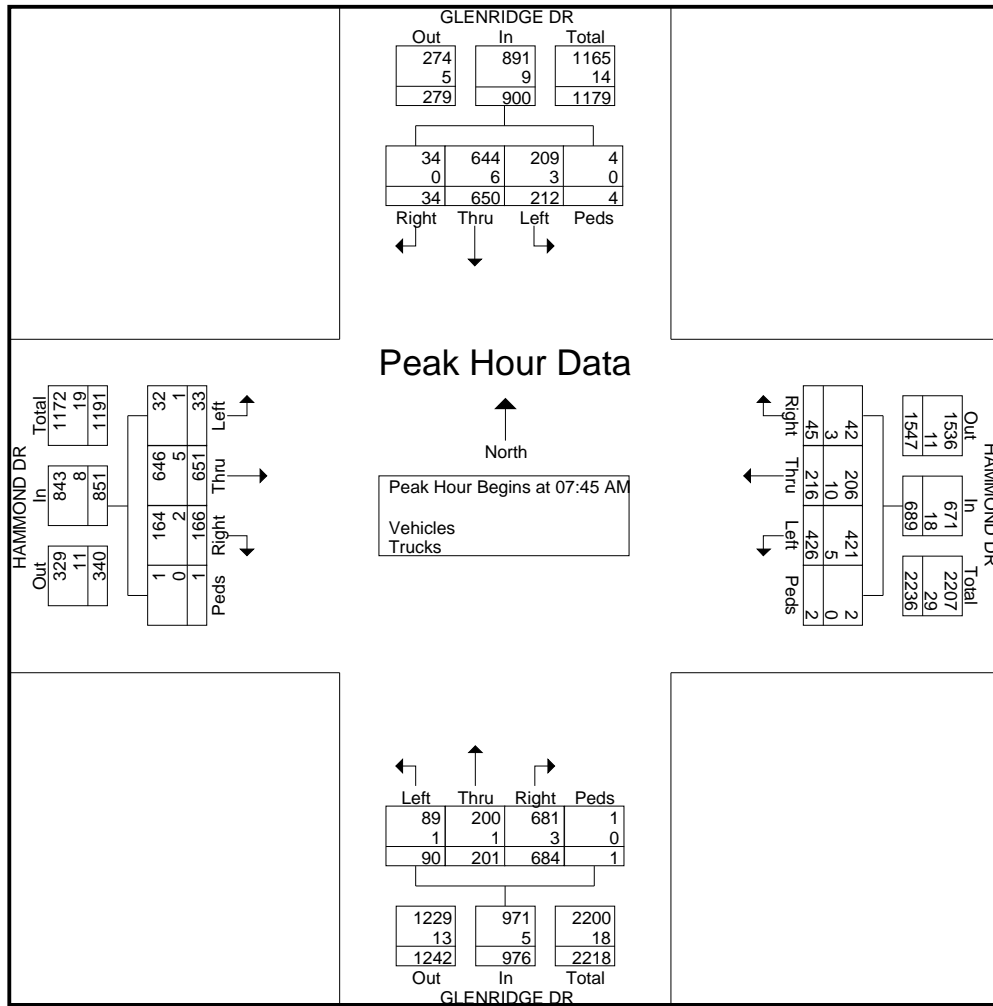 GLENRIDGE DR
Out In Total
274 891 1165
5 9 14
279 900 1179
34 644 209 4
0 6 3 0
34 650 212 4
Right Thru Left Peds
Peak Hour Data
North
Peak Hour Begins at 07:45 AM
Vehicles
Trucks
HAMMOND DR
Out In Total
329 843 1172
11 8 19
340 851 1191
1 164 646 32
0 2 5 1
1 166 651 33
Peds Right Thru Left
HAMMOND DR
Out In Total
1536 671 2207
11 18 29
1547 689 2236
42 206 421 2
3 10 5 0
45 216 426 2
Right Thru Left Peds
Left Thru Right Peds
89 200 681 1
1 1 3 0
90 201 684 1
1229 971 2200
13 5 18
1242 976 2218
Out In Total
GLENRIDGE DR